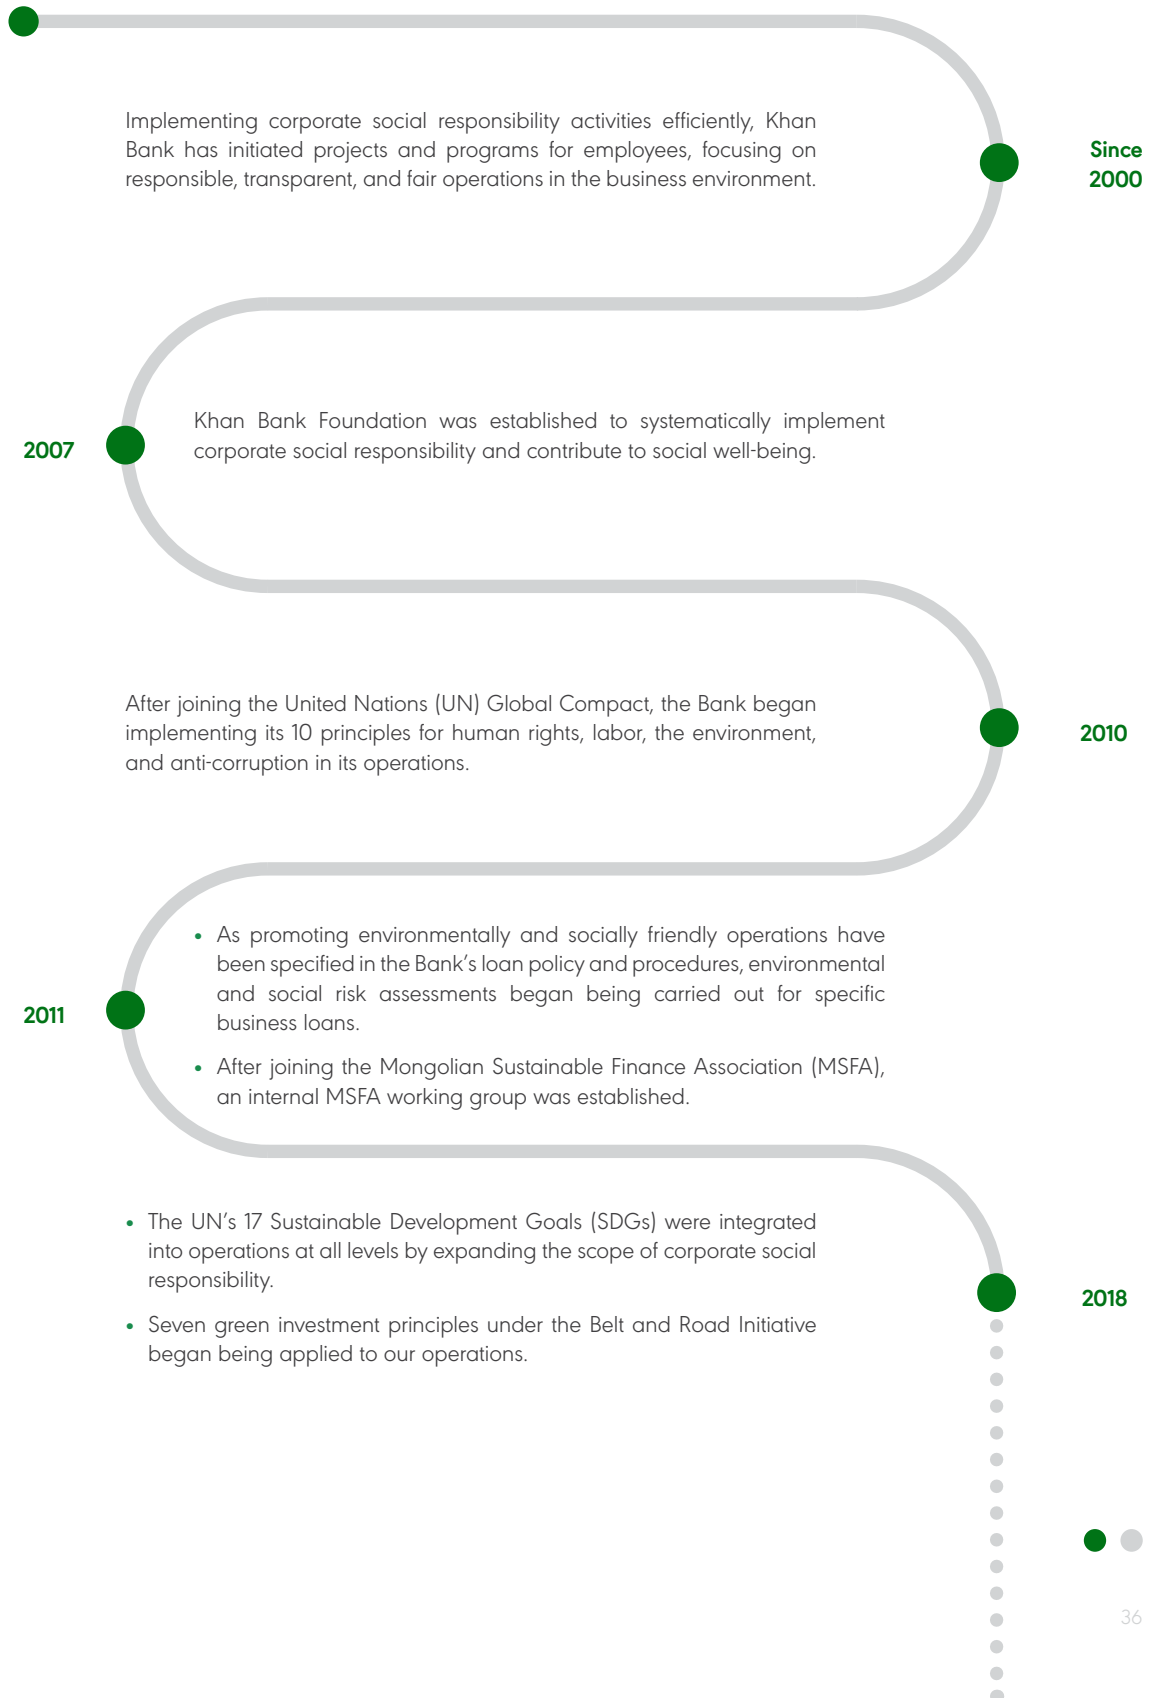 Implementing corporate social responsibility activities efficiently, Khan
Bank has initiated projects and programs for employees, focusing on
responsible, transparent, and fair operations in the business environment.
Since
2000
2007
Khan Bank Foundation was established to systematically implement
corporate social responsibility and contribute to social well-being.
After joining the United Nations (UN) Global Compact, the Bank began
implementing its 10 principles for human rights, labor, the environment,
and anti-corruption in its operations.
2010
2011
• As promoting environmentally and socially friendly operations have
been specified in the Bank's loan policy and procedures, environmental
and social risk assessments began being carried out for specific
business loans.
• After joining the Mongolian Sustainable Finance Association (MSFA),
an internal MSFA working group was established.
• The UN's 17 Sustainable Development Goals (SDGs) were integrated
into operations at all levels by expanding the scope of corporate social
responsibility.
• Seven green investment principles under the Belt and Road Initiative
began being applied to our operations.
2018
36